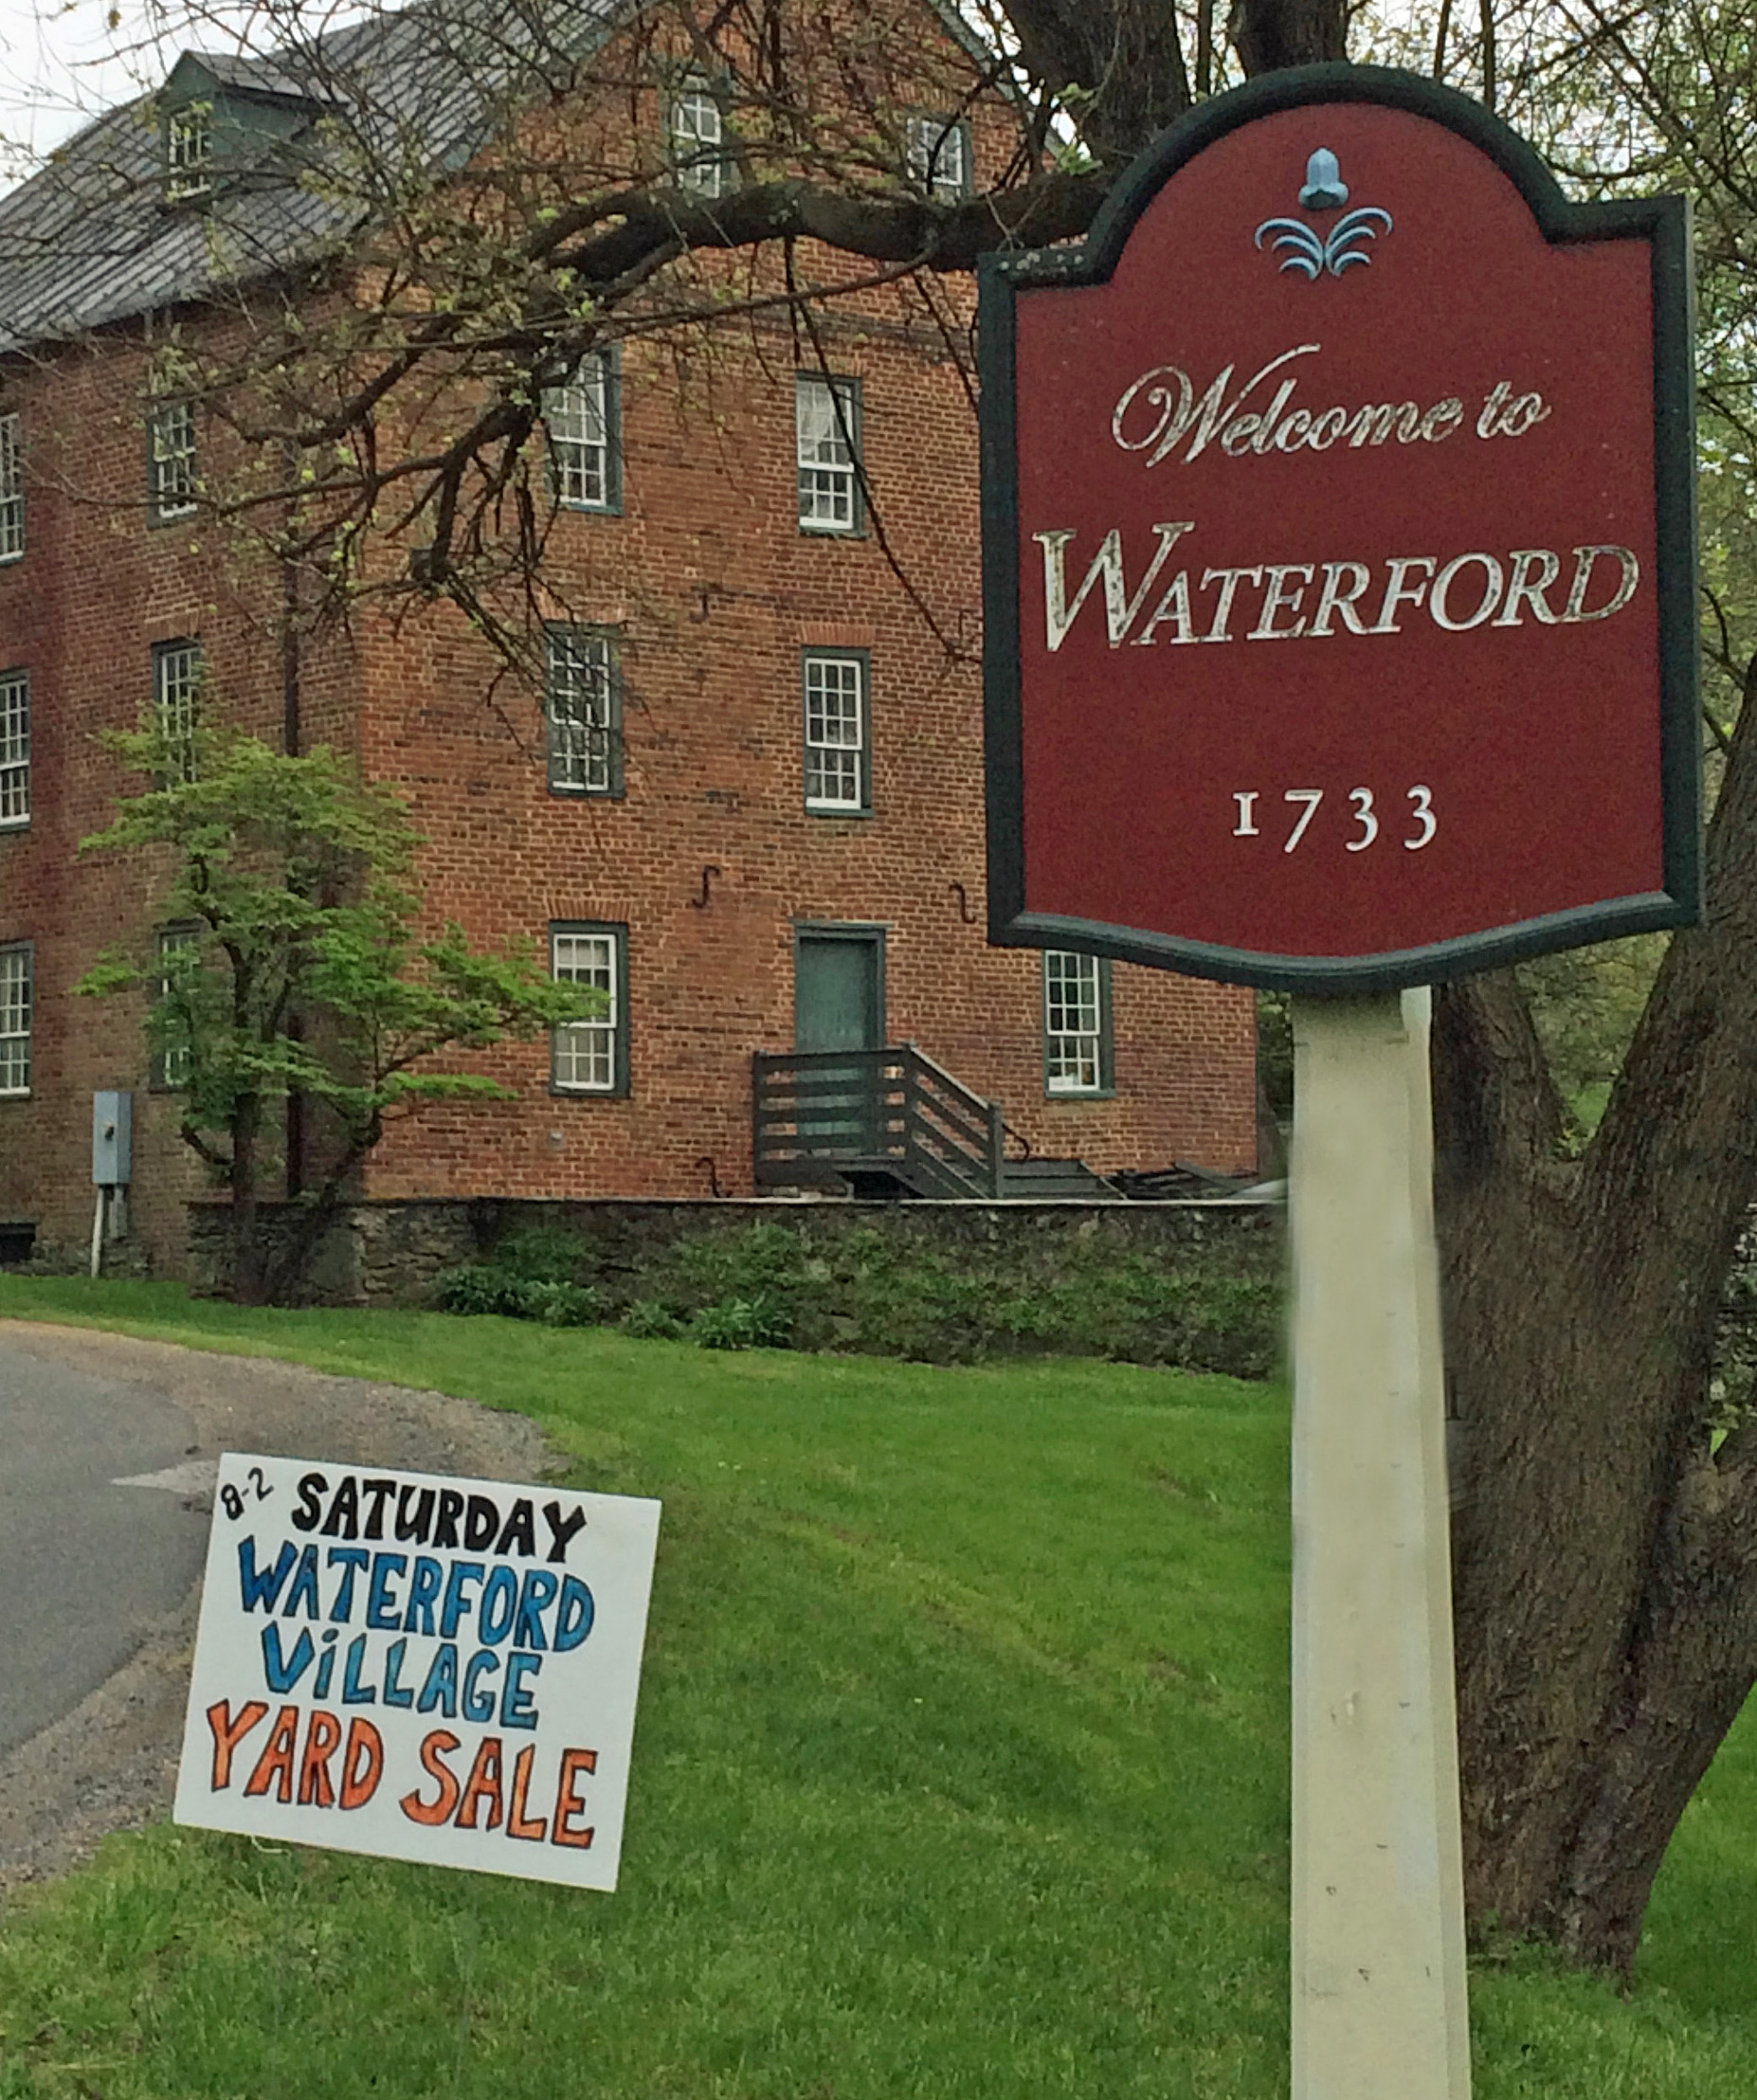 Welcome to
WATERFORD
1733
8-2 SATURDAY
WATERFORD
ViLLAGE
YARD SALE